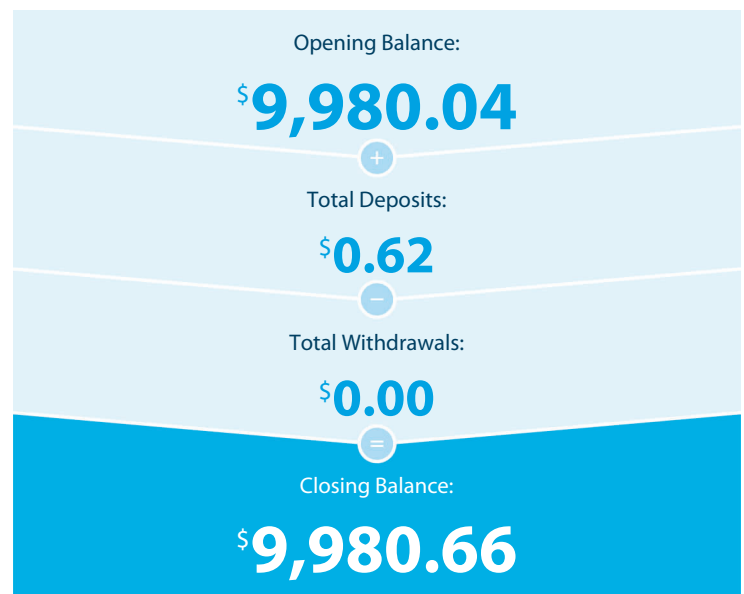 Opening Balance:
$9,980.04
+
Total Deposits:
$0.62
−
Total Withdrawals:
$0.00
=
Closing Balance:
$9,980.66